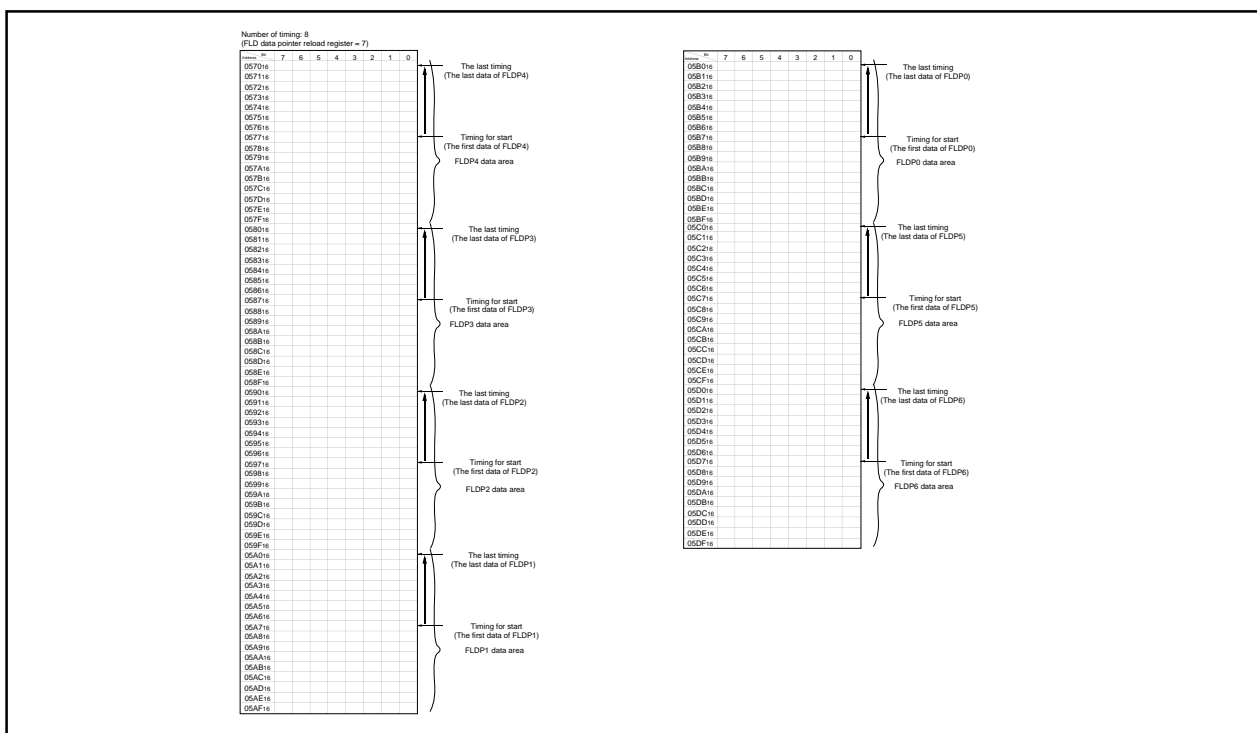 Number of timing: 8
(FLD data pointer reload register = 7)
Bit
Address
7 6 5 4 3 2 1 0
057016
057116
057216
057316
057416
057516
057616
057716
057816
057916
057A16
057B16
057C16
057D16
057E16
057F16
058016
058116
058216
058316
058416
058516
058616
058716
058816
058916
058A16
058B16
058C16
058D16
058E16
058F16
059016
059116
059216
059316
059416
059516
059616
059716
059816
059916
059A16
059B16
059C16
059D16
059E16
059F16
05A016
05A116
05A216
05A316
05A416
05A516
05A616
05A716
05A816
05A916
05AA16
05AB16
05AC16
05AD16
05AE16
05AF16
The last timing
(The last data of FLDP4)
Timing for start
(The first data of FLDP4)
FLDP4 data area
The last timing
(The last data of FLDP3)
Timing for start
(The first data of FLDP3)
FLDP3 data area
The last timing
(The last data of FLDP2)
Timing for start
(The first data of FLDP2)
FLDP2 data area
The last timing
(The last data of FLDP1)
Timing for start
(The first data of FLDP1)
FLDP1 data area
Bit
Address
7 6 5 4 3 2 1 0
05B016
05B116
05B216
05B316
05B416
05B516
05B616
05B716
05B816
05B916
05BA16
05BB16
05BC16
05BD16
05BE16
05BF16
05C016
05C116
05C216
05C316
05C416
05C516
05C616
05C716
05C816
05C916
05CA16
05CB16
05CC16
05CD16
05CE16
05CF16
05D016
05D116
05D216
05D316
05D416
05D516
05D616
05D716
05D816
05D916
05DA16
05DB16
05DC16
05DD16
05DE16
05DF16
The last timing
(The last data of FLDP0)
Timing for start
(The first data of FLDP0)
FLDP0 data area
The last timing
(The last data of FLDP5)
Timing for start
(The first data of FLDP5)
FLDP5 data area
The last timing
(The last data of FLDP6)
Timing for start
(The first data of FLDP6)
FLDP6 data area